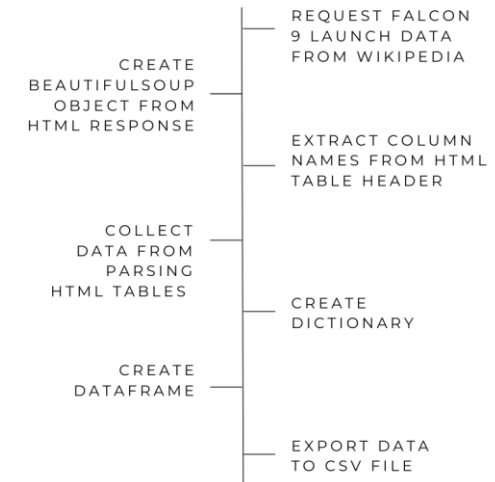 REQUEST FALCON
9 LAUNCH DATA
FROM WIKIPEDIA
CREATE
BEAUTIFULSOUP
OBJECT FROM
HTML RESPONSE
EXTRACT COLUMN
NAMES FROM HTML
TABLE HEADER
COLLECT
DATA FROM
PARSING
HTML TABLES
CREATE
DICTIONARY
CREATE
DATAFRAME
EXPORT DATA
TO CSV FILE